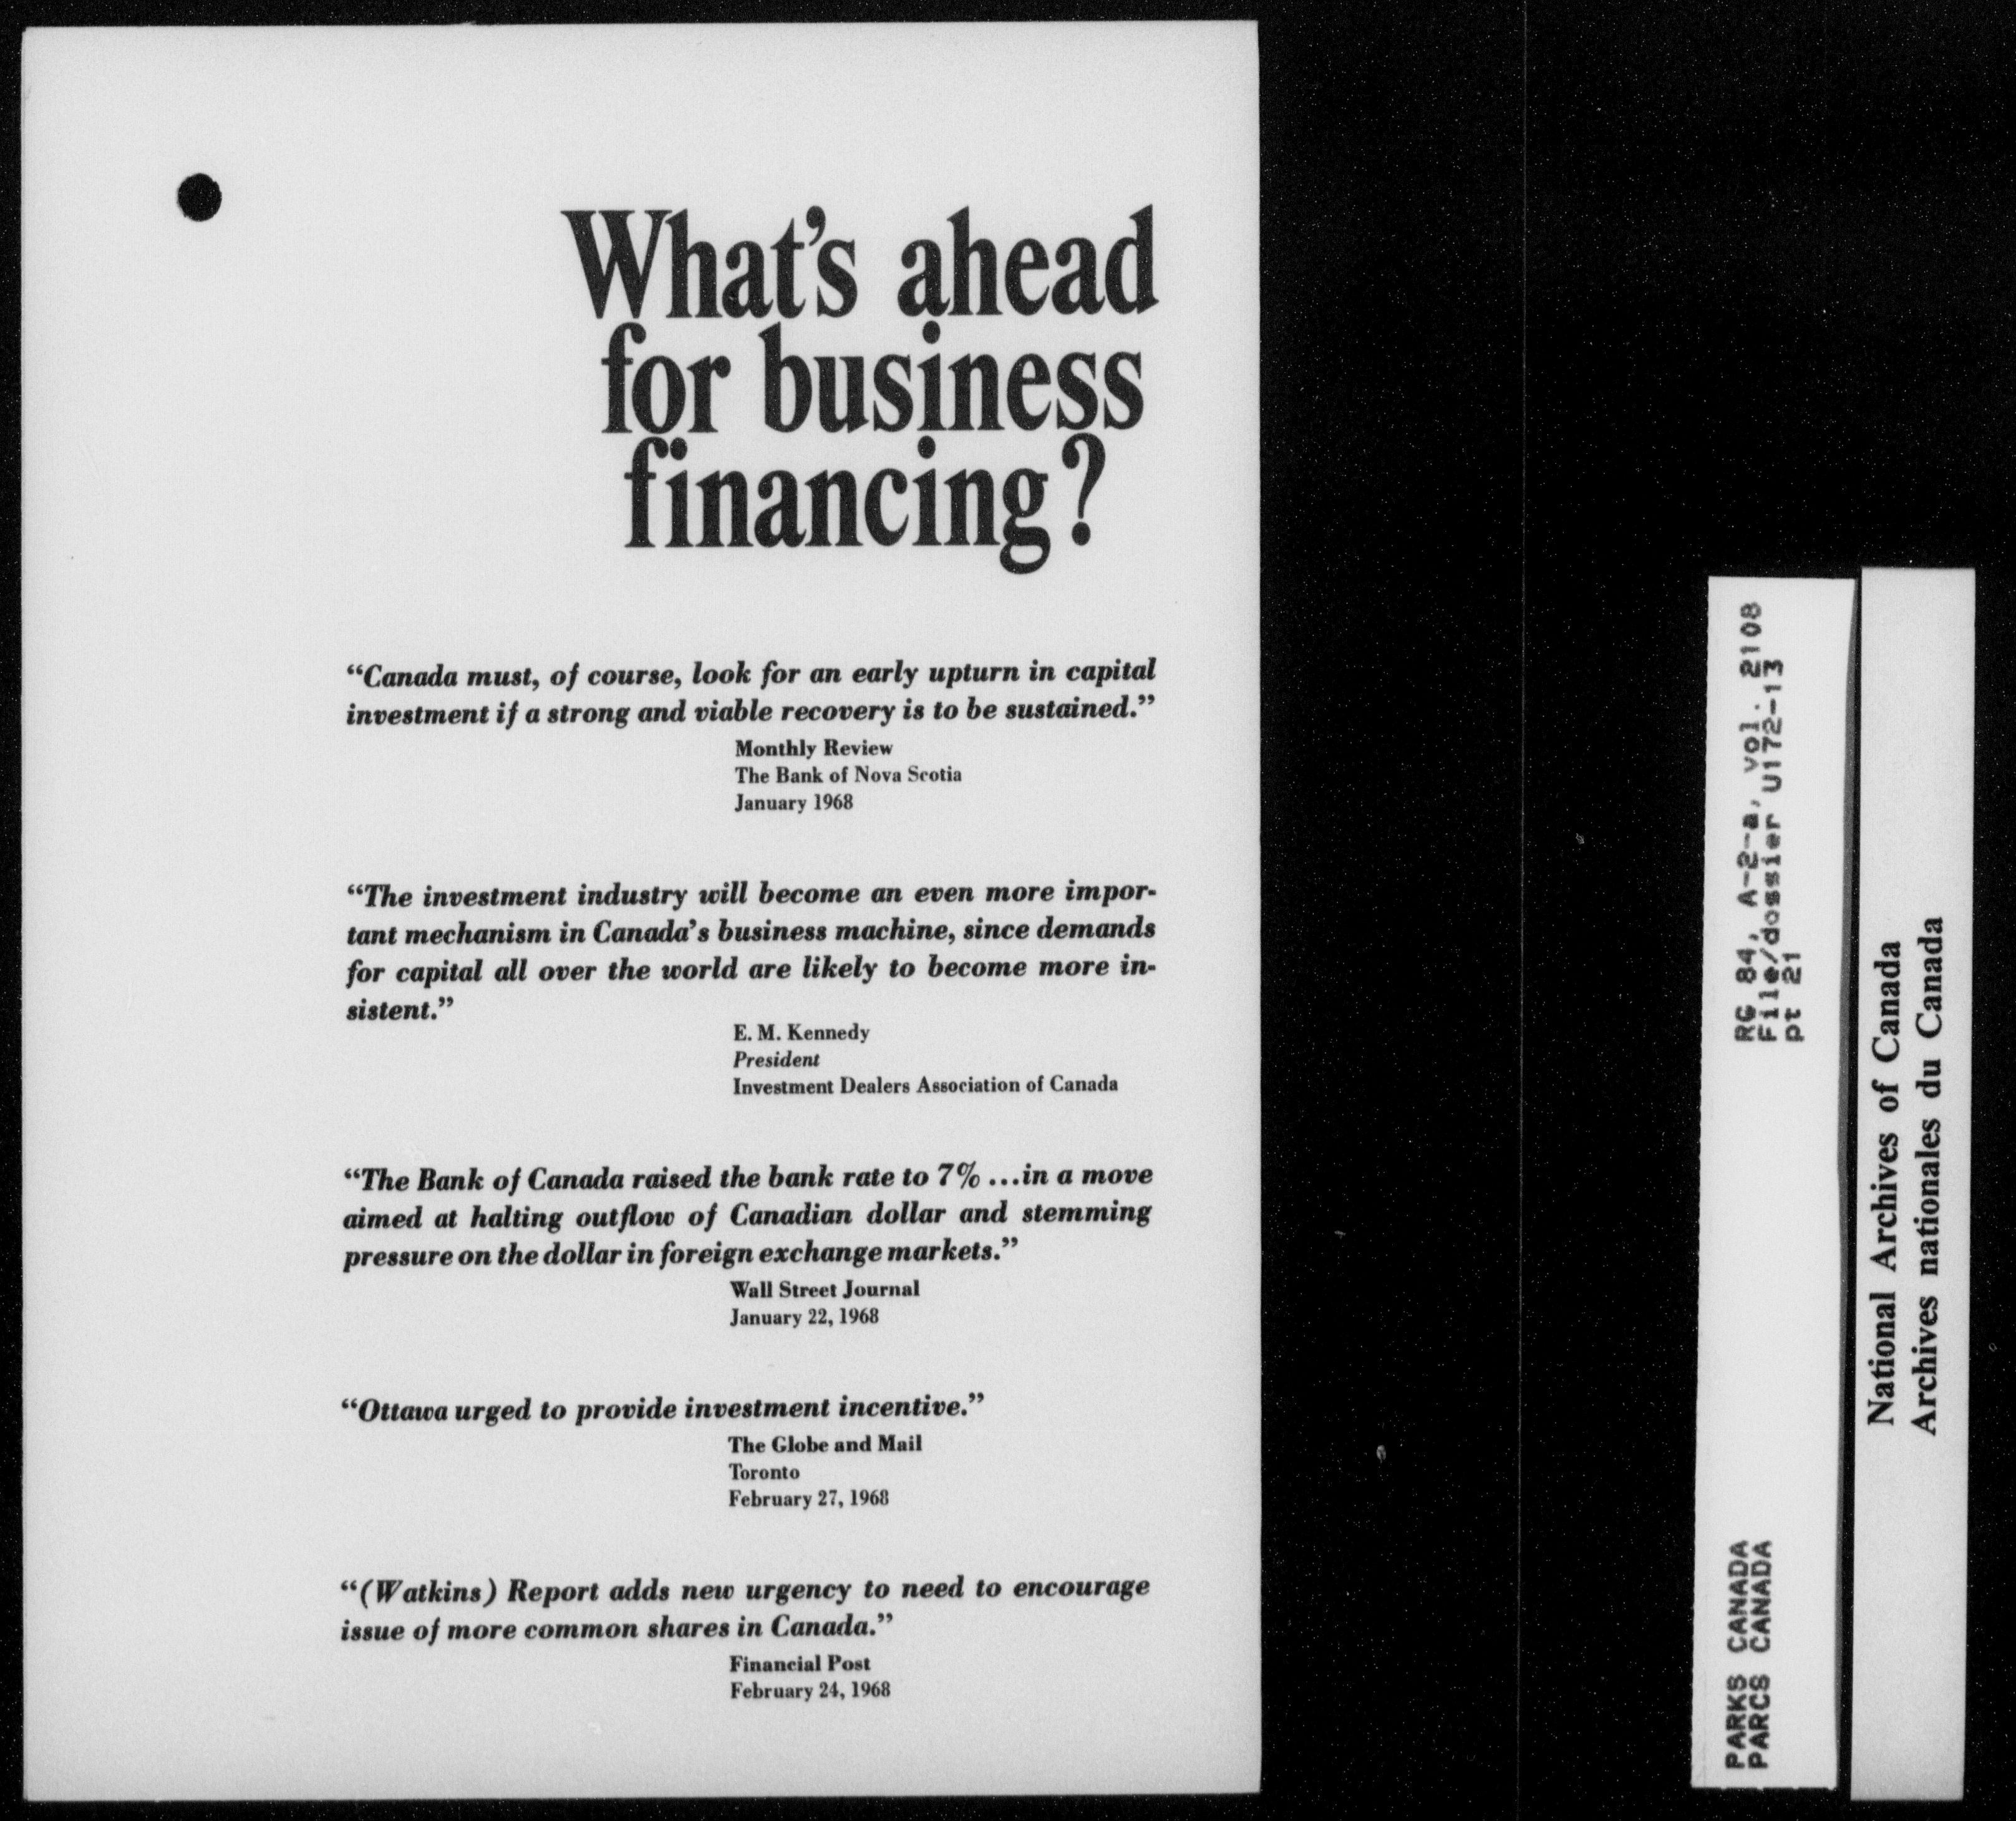 What's ahead
for business
financing?
“Canada must, of course, look for an early upturn in capital
investment if a strong and viable recovery is to be sustained.”
Monthly Review
The Bank of Nova Scotia
January 1968
“The investment industry will become an even more impor-
tant mechanism in Canada's business machine, since demands
for capital all over the world are likely to become more in-
sistent.”
E. M. Kennedy
President
Investment Dealers Association of Canada
“The Bank of Canada raised the bank rate to 7% ...in a move
aimed at halting outflow of Canadian dollar and stemming
pressure on the dollar in foreign exchange markets.”
Wall Street Journal
January 22, 1968
“Ottawa urged to provide investment incentive.”
The Globe and Mail
Toronto
February 27, 1968
“(Watkins) Report adds new urgency to need to encourage
issue of more common shares in Canada.”
Financial Post
February 24, 1968
RG 84, A-2-a, vol. 2108
File/dossier U172-13
pt 21
PARKS CANADA
PARCS CANADA
National Archives of Canada
Archives nationales du Canada